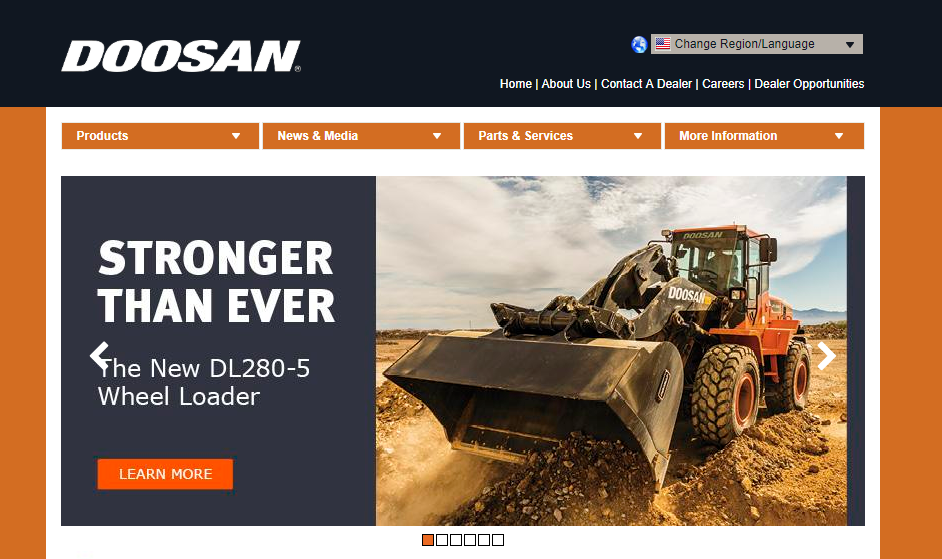 DOOSAN®
Change Region/Language
Home | About Us | Contact A Dealer | Careers | Dealer Opportunities
Products
News & Media
Parts & Services
More Information
STRONGER
THAN EVER
The New DL280-5
Wheel Loader
LEARN MORE
DOOSAN
DOOSAN